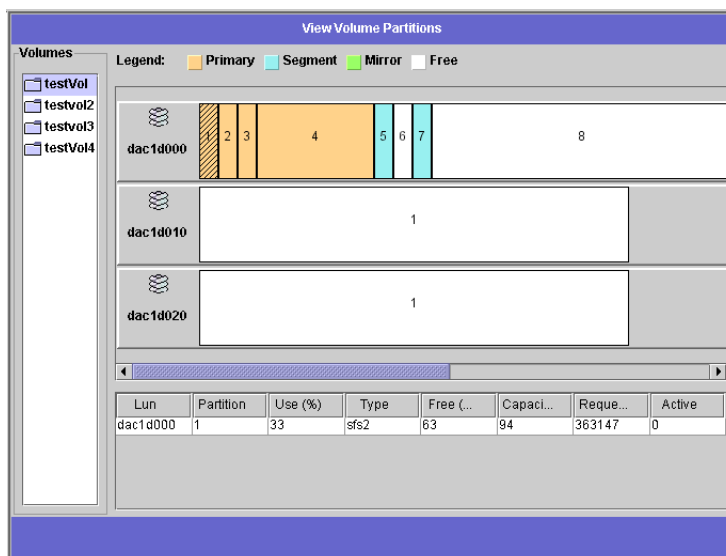 View Volume Partitions
Volumes
testVol
testvol2
testvol3
testVol4
Legend: Primary Segment Mirror Free
dac1d000
1 2 3 4 5 6 7 8
dac1d010
1
dac1d020
1
Lun Partition Use (%) Type Free (... Capaci... Reque... Active
dac1d000 1 33 sfs2 63 94 363147 0